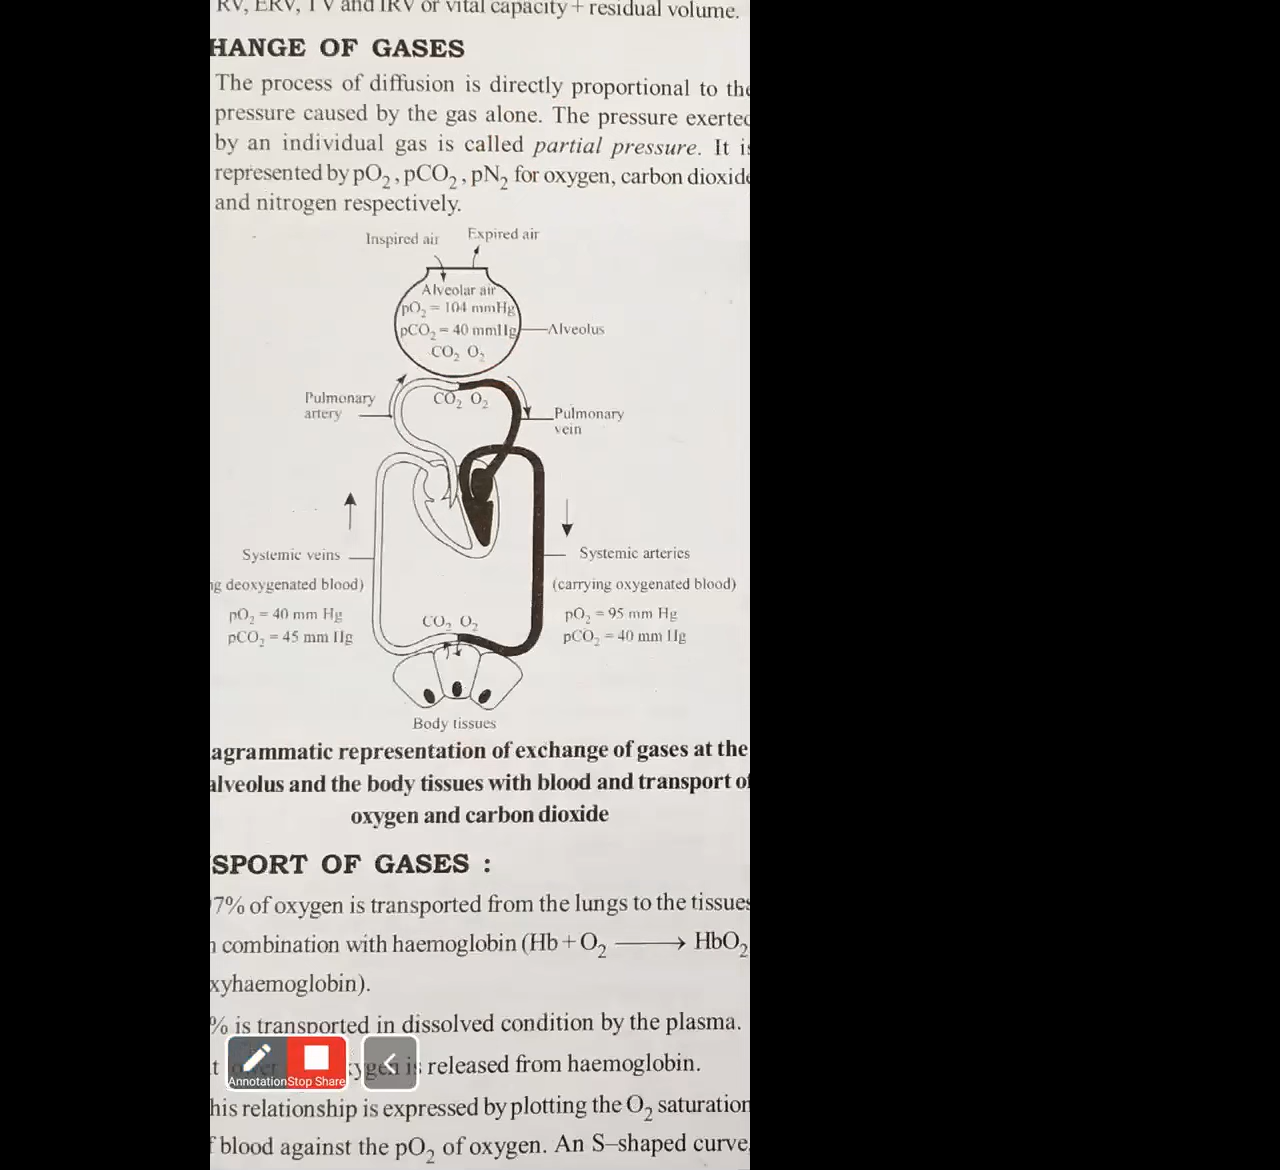 RV, ERV, TV and IRV or vital capacity + residual volume.
HANGE OF GASES
The process of diffusion is directly proportional to the
pressure caused by the gas alone. The pressure exerted
by an individual gas is called partial pressure. It is
represented by pO₂, pCO₂, pN₂ for oxygen, carbon dioxide
and nitrogen respectively.
Inspired air Expired air
Alveolar air
pO₂ = 104 mmHg
pCO₂ = 40 mmHg
Alveolus
CO₂ O₂
Pulmonary
artery
CO₂ O₂
Pulmonary
vein
Systemic veins
Systemic arteries
ng deoxygenated blood)
(carrying oxygenated blood)
pO₂ = 40 mm Hg
pCO₂ = 45 mm Hg
pO₂ = 95 mm Hg
pCO₂ = 40 mm Hg
CO₂ O₂
Body tissues
agrammatic representation of exchange of gases at the
alveolus and the body tissues with blood and transport of
oxygen and carbon dioxide
SPORT OF GASES :
7% of oxygen is transported from the lungs to the tissues
n combination with haemoglobin (Hb + O₂ ⟶ HbO₂
xyhaemoglobin).
% is transported in dissolved condition by the plasma.
is released from haemoglobin.
Annotation Stop Share
his relationship is expressed by plotting the O₂ saturation
f blood against the pO₂ of oxygen. An S–shaped curve,